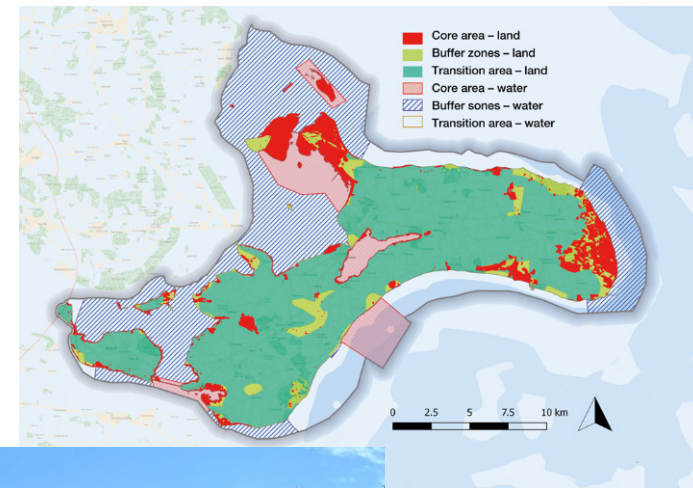 Core area – land
Buffer zones – land
Transition area – land
Core area – water
Buffer sones – water
Transition area – water
0 2.5 5 7.5 10 km